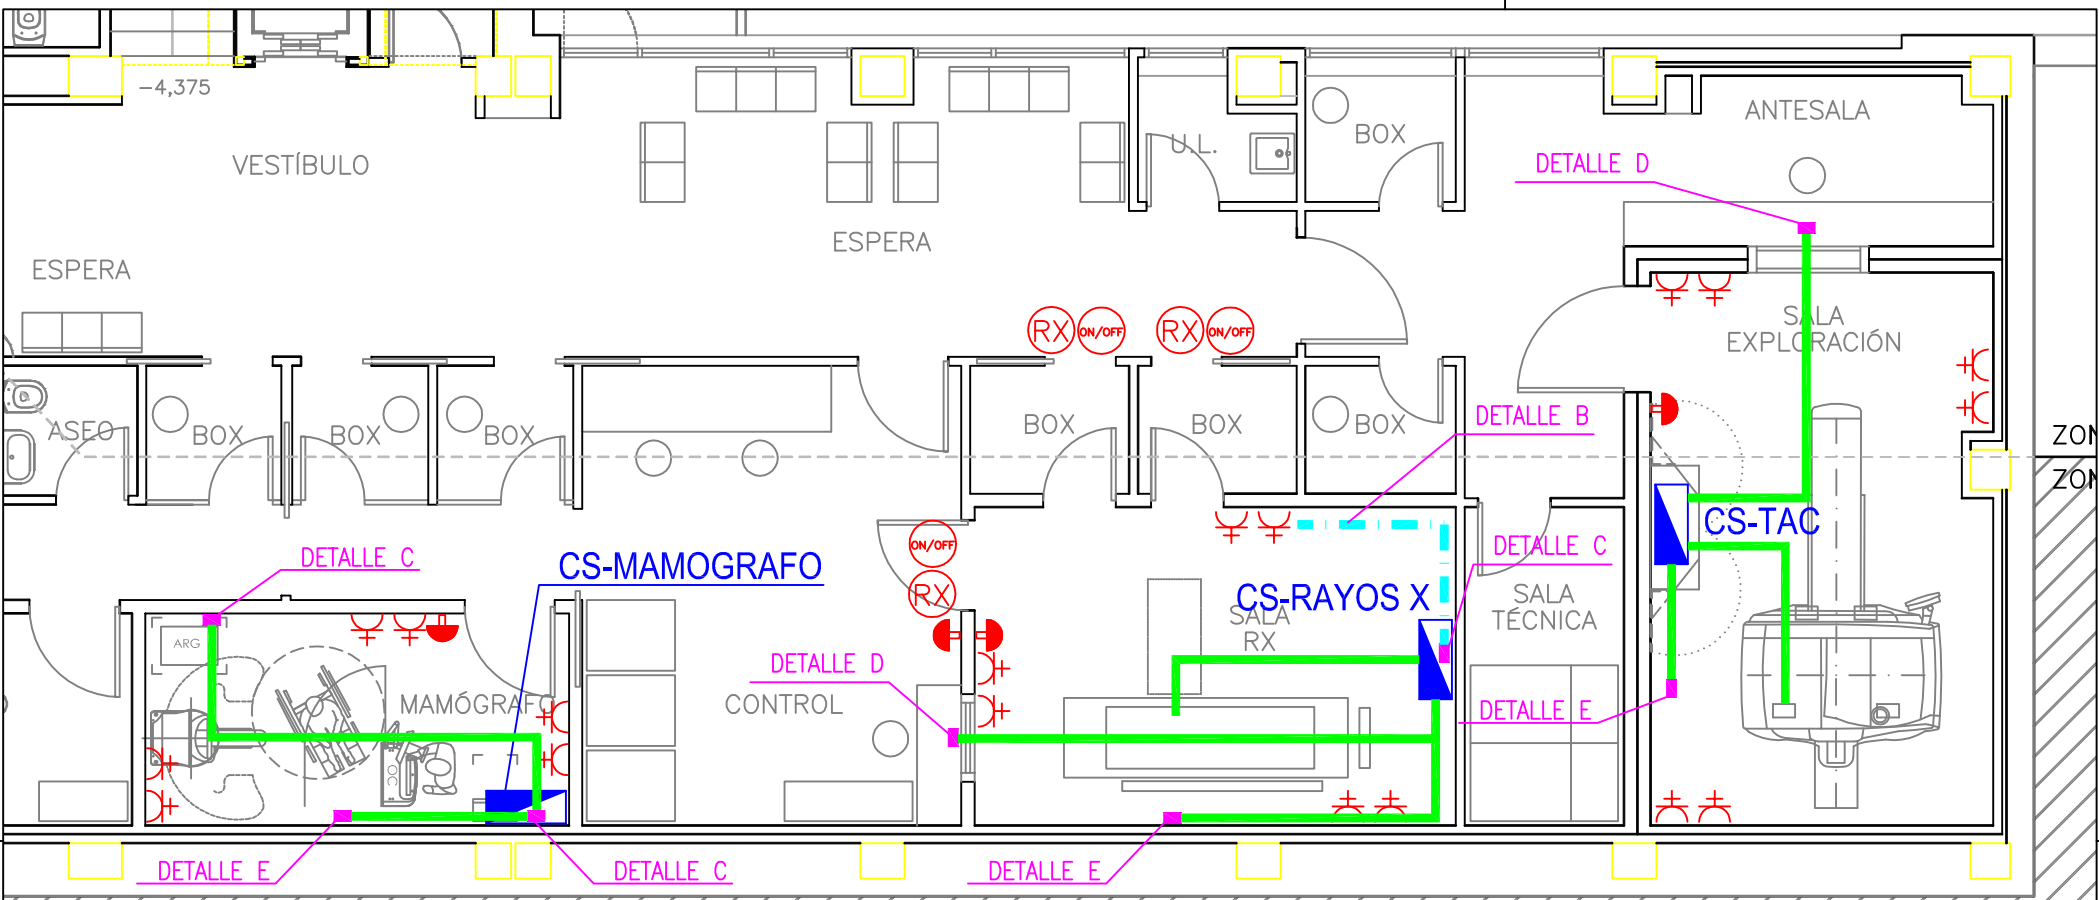 -4,375
ANTESALA
BOX
U.L.
VESTÍBULO
DETALLE D
ESPERA
ESPERA
SALA
EXPLORACIÓN
RX
ON/OFF
RX
ON/OFF
DETALLE B
ASEO
BOX
BOX
BOX
BOX
BOX
BOX
ZON
ZON
CS-TAC
ON/OFF
DETALLE C
DETALLE C
CS-MAMOGRAFO
RX
CS-RAYOS X
SALA
RX
SALA
TÉCNICA
ARG
DETALLE D
MAMÓGRAFO
CONTROL
DETALLE E
DETALLE E
DETALLE C
DETALLE E